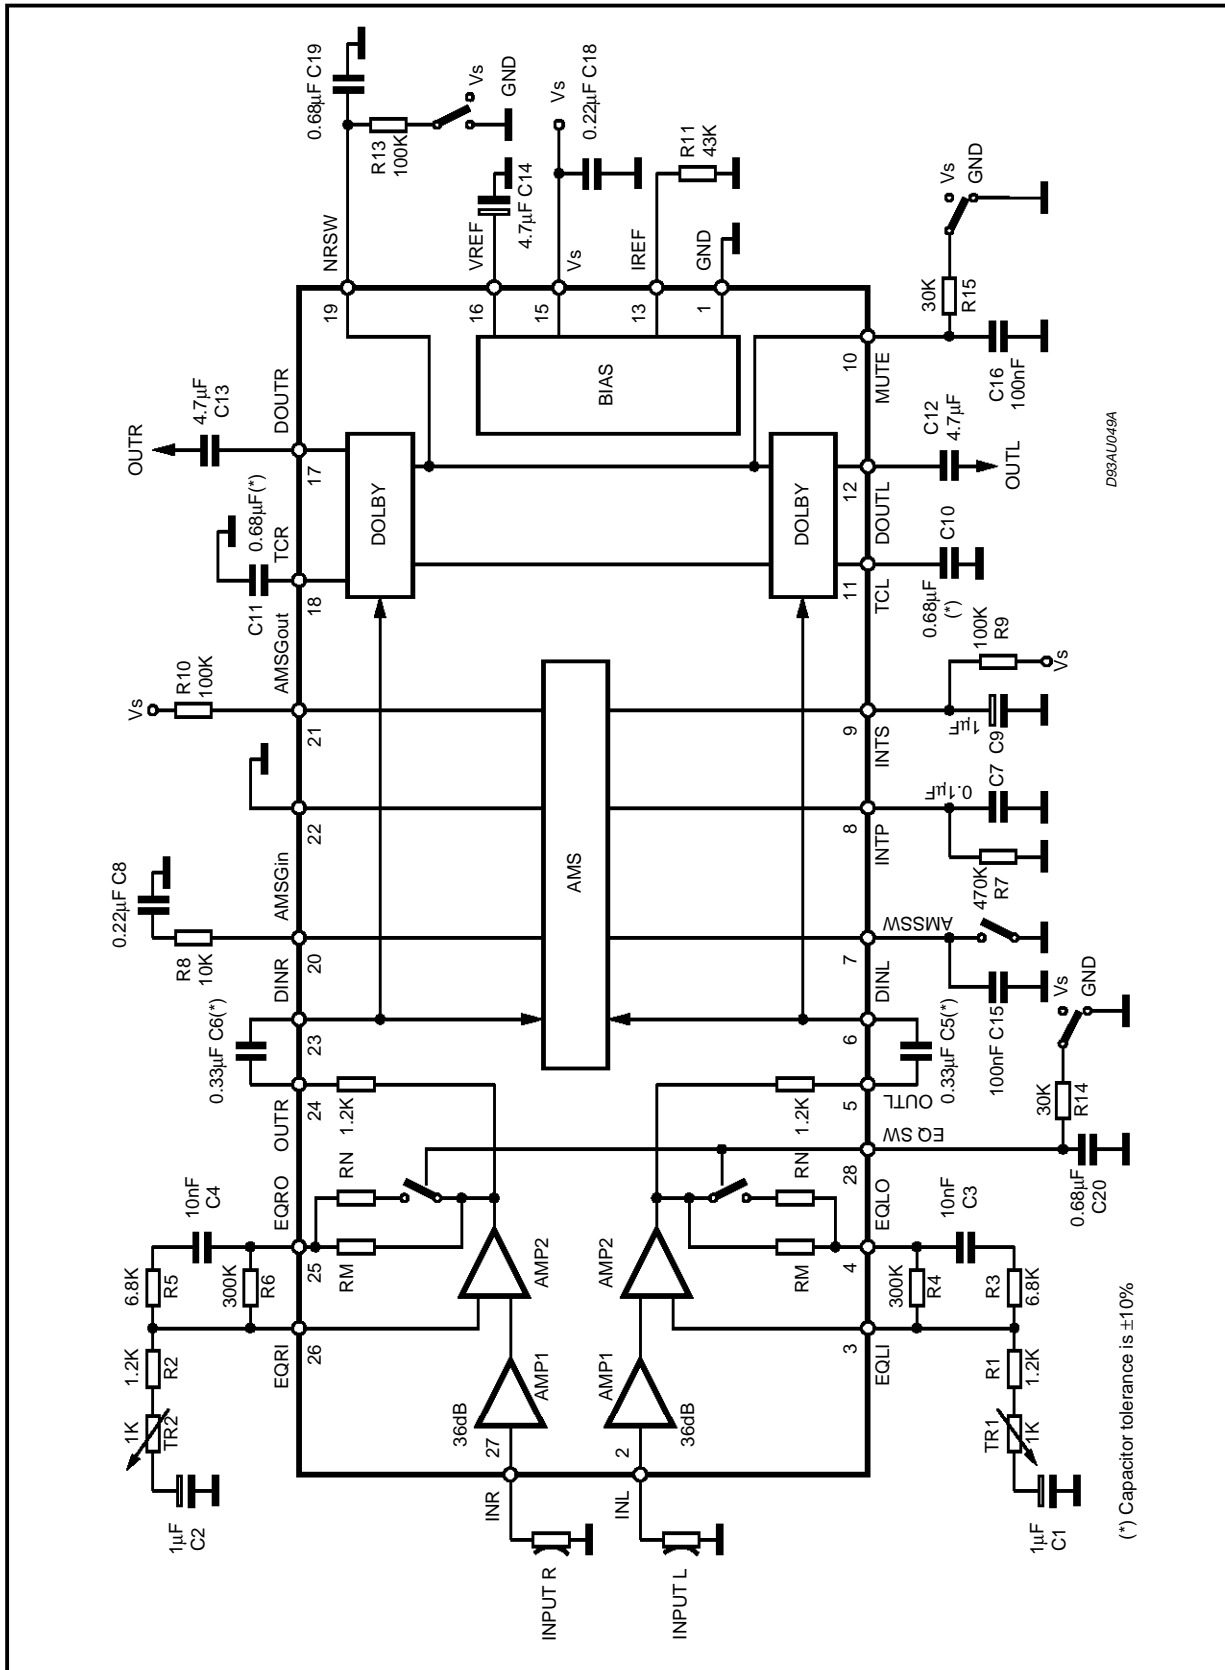 1µF
C2
1K
TR2
1.2K
R2
6.8K
R5
10nF
C4
300K
R6
EQRI
26
EQRO
25
OUTR
24
0.33µF C6(*)
DINR
23
R8
10K
0.22µF C8
AMSGin
20
22
Vs
R10
100K
AMSGout
21
C11
0.68µF(*)
TCR
18
OUTR
4.7µF
C13
DOUTR
17
0.68µF C19
R13
100K
Vs
GND
NRSW
19
VREF
16
4.7µF C14
Vs
15
Vs
0.22µF C18
IREF
13
R11
43K
GND
1
RM
RN
1.2K
AMP2
36dB
AMP1
27
INR
INPUT R
AMS
DOLBY
BIAS
DOLBY
INPUT L
INL
2
36dB
AMP1
AMP2
RM
RN
1.2K
3
EQLI
4
EQLO
28
EQ SW
5
OUTL
6
DINL
7
AMSSW
8
INTP
9
INTS
11
TCL
12
DOUTL
10
MUTE
1µF
C1
TR1
1K
R1
1.2K
R3
6.8K
300K
R4
10nF
C3
0.68µF
C20
30K
R14
Vs
GND
0.33µF C5(*)
100nF C15
470K
R7
0.1µF
C7
1µF
C9
100K
R9
Vs
0.68µF
(*)
C10
C12
4.7µF
OUTL
C16
100nF
30K
R15
Vs
GND
D93AU049A
(*) Capacitor tolerance is ±10%